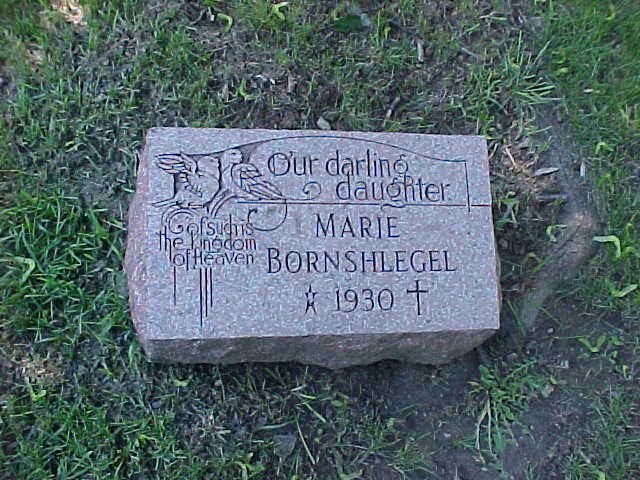 Our darling
daughter
Of such is
the kingdom
of Heaven
MARIE
BORNSHLEGEL
1930